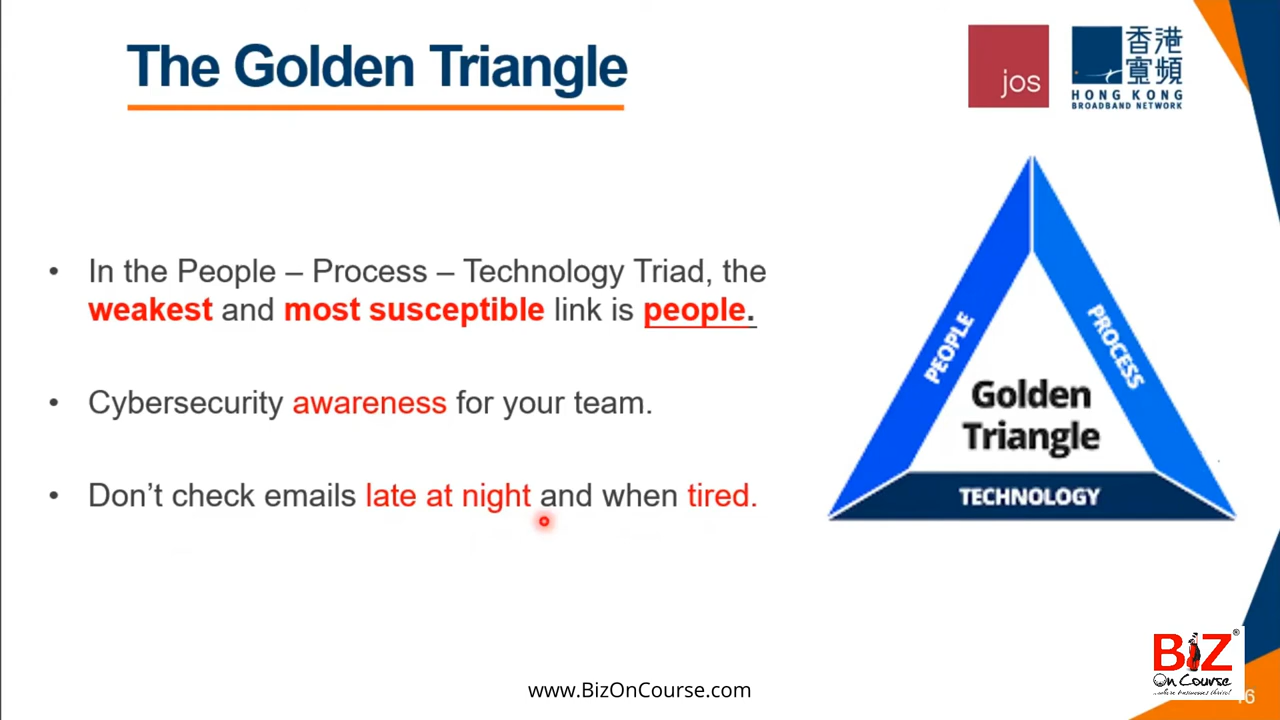 The Golden Triangle
jos
香港
寬頻
HONG KONG
BROADBAND NETWORK
• In the People – Process – Technology Triad, the
weakest and most susceptible link is people.
• Cybersecurity awareness for your team.
• Don’t check emails late at night and when tired.
PEOPLE
PROCESS
Golden
Triangle
TECHNOLOGY
www.BizOnCourse.com
BIZ®
On Course